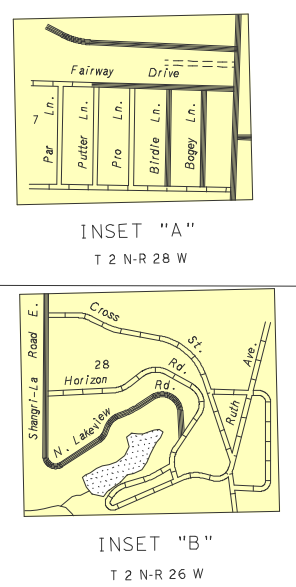 Fairway Drive
7
Par Ln.
Putter Ln.
Pro Ln.
Birdie Ln.
Bogey Ln.
INSET "A"
T 2 N-R 28 W
Shangri-La Road E.
Cross St.
28
Horizon Rd.
N. Lakeview Rd.
Ruth Ave.
INSET "B"
T 2 N-R 26 W